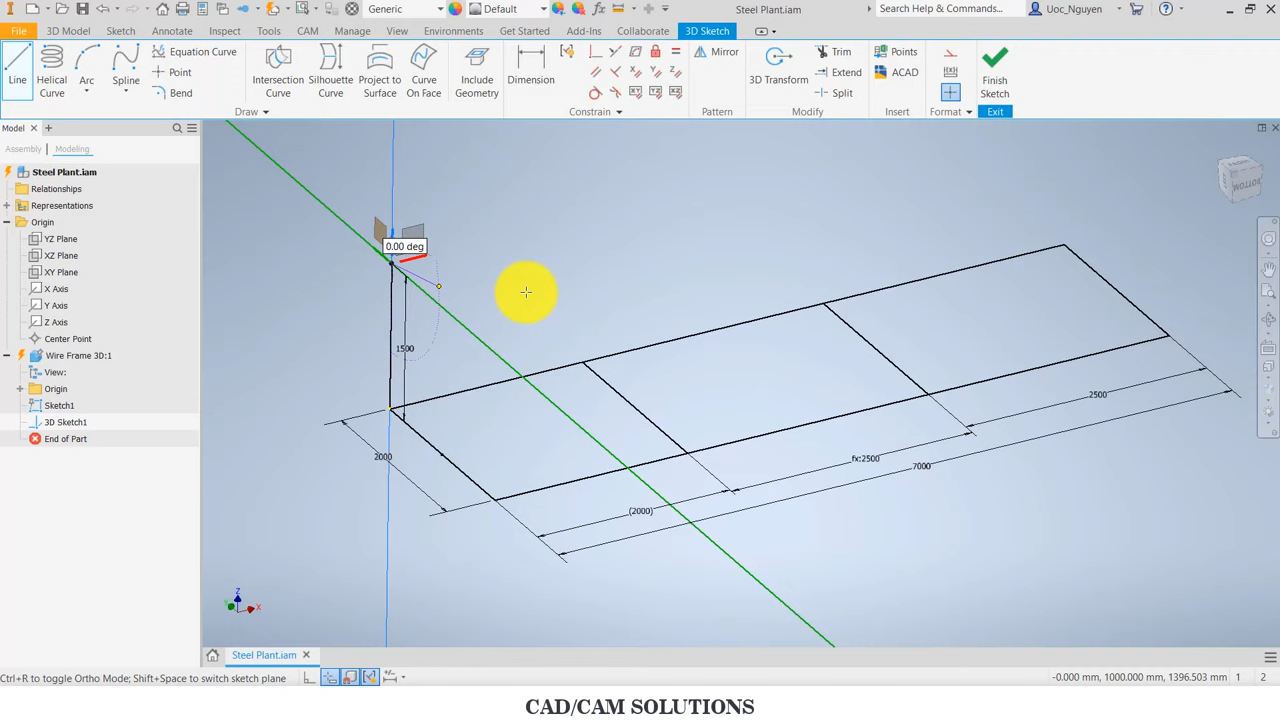 Generic
Default
Steel Plant.iam
Search Help & Commands...
Uoc_Nguyen
File
3D Model
Sketch
Annotate
Inspect
Tools
CAM
Manage
View
Environments
Get Started
Add-Ins
Collaborate
3D Sketch
Line
Helical
Curve
Arc
Spline
Equation Curve
Point
Bend
Draw
Intersection
Curve
Silhouette
Curve
Project to
Surface
Curve
On Face
Include
Geometry
Dimension
Constrain
Mirror
Pattern
3D Transform
Trim
Extend
Split
Modify
Points
ACAD
Insert
Format
Finish
Sketch
Exit
Model
Assembly
Modeling
Steel Plant.iam
Relationships
Representations
Origin
YZ Plane
XZ Plane
XY Plane
X Axis
Y Axis
Z Axis
Center Point
Wire Frame 3D:1
View:
Origin
Sketch1
3D Sketch1
End of Part
0.00 deg
1500
2000
2500
fx:2500
7000
(2000)
FRONT
BOTTOM
Z
Y
X
Steel Plant.iam
Ctrl+R to toggle Ortho Mode; Shift+Space to switch sketch plane
-0.000 mm, 1000.000 mm, 1396.503 mm
1
2
CAD/CAM SOLUTIONS